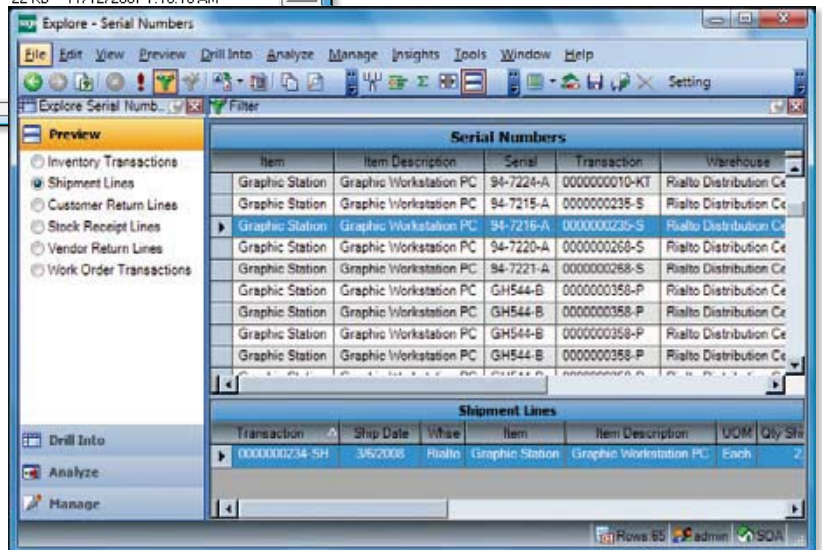 Explore - Serial Numbers
File Edit View Preview Drill Into Analyze Manage Insights Tools Window Help
Setting
Explore Serial Numb...
Filter
Preview
Inventory Transactions
Shipment Lines
Customer Return Lines
Stock Receipt Lines
Vendor Return Lines
Work Order Transactions
Drill Into
Analyze
Manage
Serial Numbers
Item Item Description Serial Transaction Warehouse
Graphic Station Graphic Workstation PC 94-7224-A 0000000010-KT Rialto Distribution Ce
Graphic Station Graphic Workstation PC 94-7215-A 0000000235-S Rialto Distribution Ce
Graphic Station Graphic Workstation PC 94-7216-A 0000000235-S Rialto Distribution Ce
Graphic Station Graphic Workstation PC 94-7220-A 0000000268-S Rialto Distribution Ce
Graphic Station Graphic Workstation PC 94-7221-A 0000000268-S Rialto Distribution Ce
Graphic Station Graphic Workstation PC GH544-B 0000000358-P Rialto Distribution Ce
Graphic Station Graphic Workstation PC GH544-B 0000000358-P Rialto Distribution Ce
Graphic Station Graphic Workstation PC GH544-B 0000000358-P Rialto Distribution Ce
Graphic Station Graphic Workstation PC GH544-B 0000000358-P Rialto Distribution Ce
Shipment Lines
Transaction Ship Date Whse Item Item Description UOM Qty Shi
0000000234-SH 3/6/2008 Rialto Graphic Station Graphic Workstation PC Each 2
Rows: 65 admin SOA